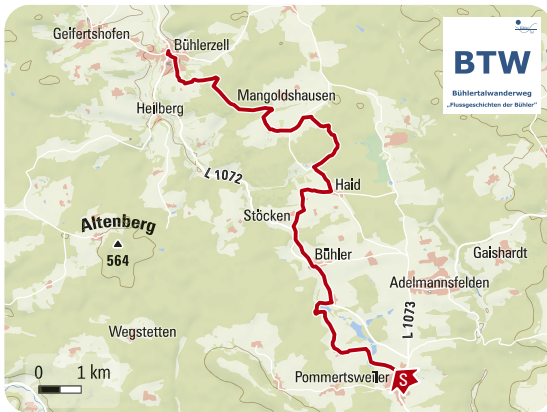 Geifertshofen
Bühlerzell
BTW
Bühlertalwanderweg
„Flussgeschichten der Bühler“
Mangoldshausen
Heilberg
L 1072
Haid
Stöcken
Altenberg
564
Bühler
Gaishardt
Adelmannsfelden
L 1073
Wegstetten
0 1 km
Pommertsweiler
S